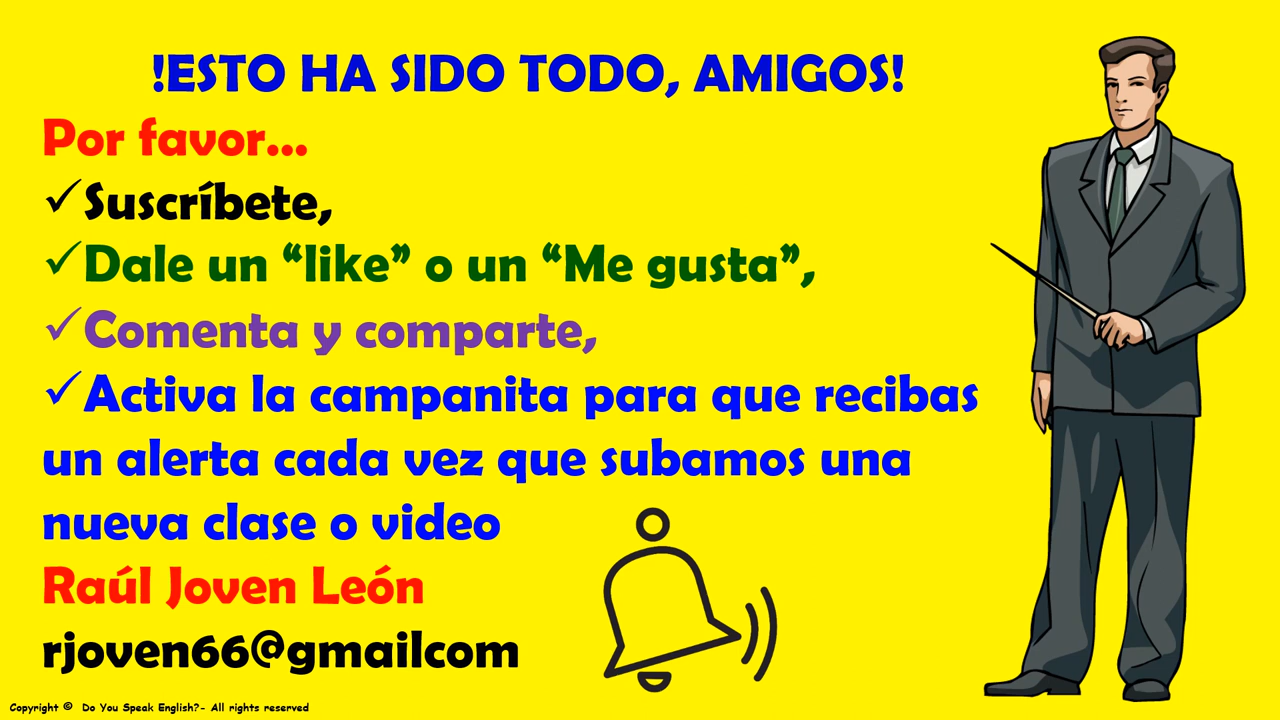 !ESTO HA SIDO TODO, AMIGOS!
Por favor...
✓Suscríbete,
✓Dale un “like” o un “Me gusta”,
✓Comenta y comparte,
✓Activa la campanita para que recibas
un alerta cada vez que subamos una
nueva clase o video
Raúl Joven León
rjoven66@gmailcom
Copyright © Do You Speak English?- All rights reserved